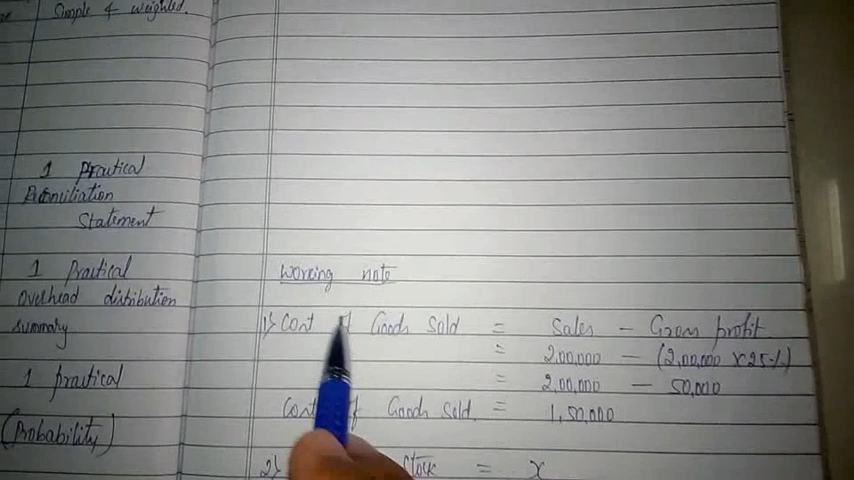 Simple & weighted.
1 Practical
Reconciliation
Statement
1 Practical
overhead distribution
summary
1 practical
(Probability)
Working note
1) Cost of Goods sold = Sales - Gross profit
= 2,00,000 - (2,00,000 x 25%)
= 2,00,000 - 50,000
Cost of Goods sold = 1,50,000
2) Stock = x